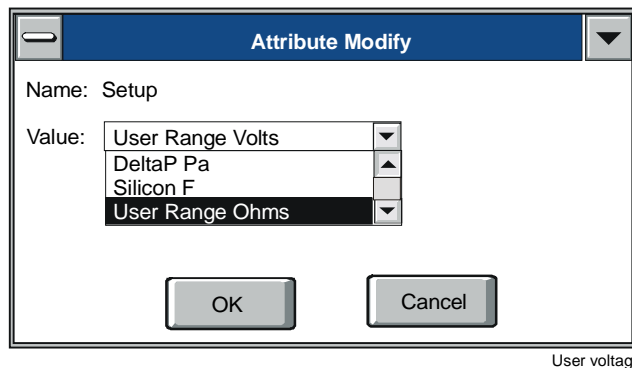 Attribute Modify
Name: Setup
Value: User Range Volts
DeltaP Pa
Silicon F
User Range Ohms
OK Cancel
User voltag